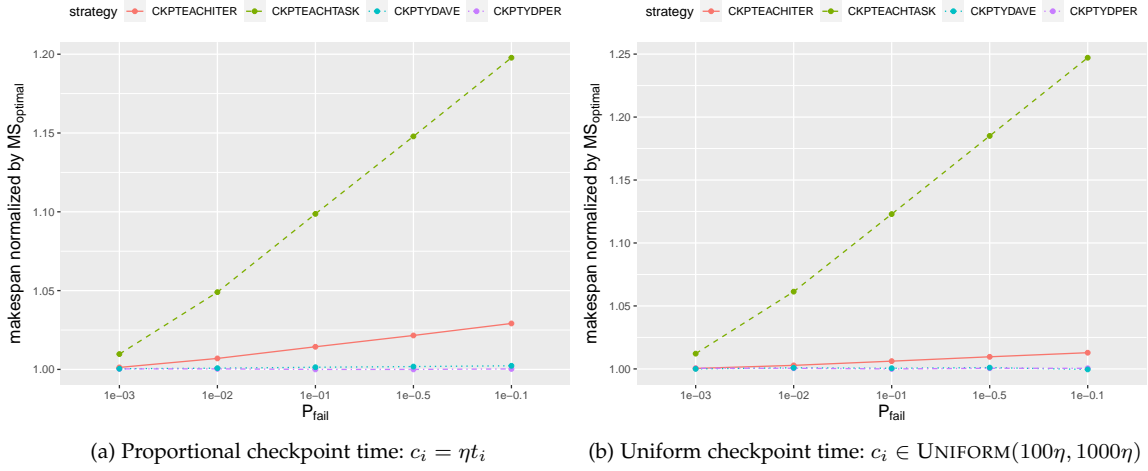 strategy CKPTEACHITER CKPTEACHTASK CKPTYDAVE CKPTYDPER
makespan normalized by MSoptimal
1.20
1.15
1.10
1.05
1.00
1e−03 1e−02 1e−01 1e−0.5 1e−0.1
Pfail
(a) Proportional checkpoint time: ci = ηti
strategy CKPTEACHITER CKPTEACHTASK CKPTYDAVE CKPTYDPER
makespan normalized by MSoptimal
1.25
1.20
1.15
1.10
1.05
1.00
1e−03 1e−02 1e−01 1e−0.5 1e−0.1
Pfail
(b) Uniform checkpoint time: ci ∈ UNIFORM(100η, 1000η)